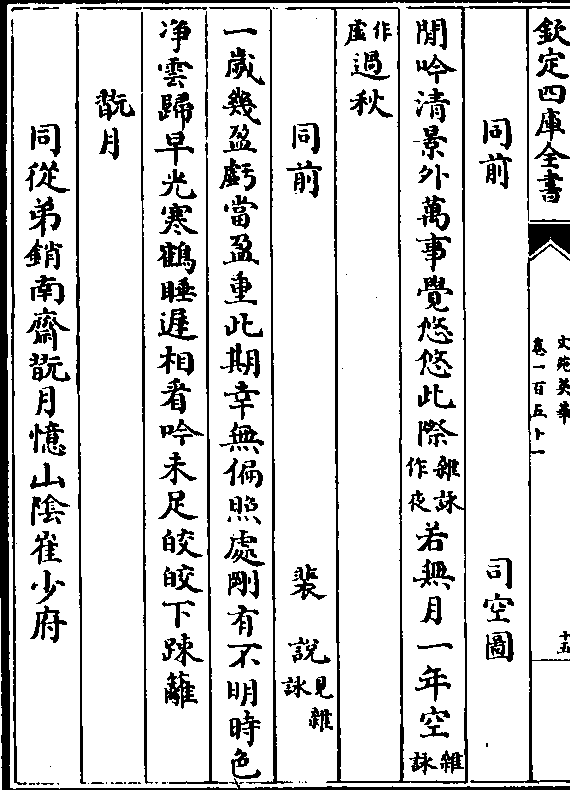 欽定四庫全書
文苑英華
卷一百五十一
十五
同前 司空圖
閒吟清景外萬事覺悠悠此際雜詠作夜若無月一年空雜詠
作虛過秋
同前 裴說見雜詠
一歲幾盈虧當盈重此期幸無偏照處剛有不明時色
净雲歸早光寒鶴睡遲相看吟未足皎皎下踈籬
翫月
同從弟銷南齋翫月憶山陰崔少府